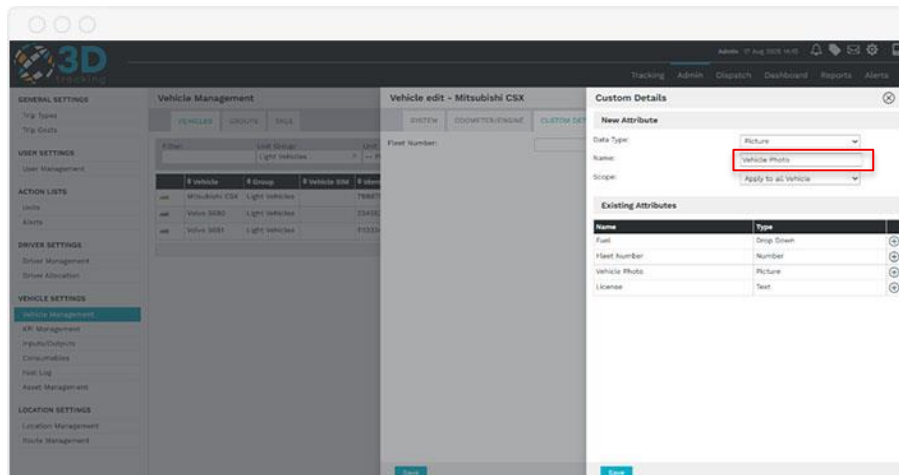 3D
tracking
Admin
Tracking Admin Dispatch Dashboard Reports Alerts
GENERAL SETTINGS
Trip Types
Trip Costs
USER SETTINGS
User Management
ACTION LISTS
Units
Alerts
DRIVER SETTINGS
Driver Management
Driver Allocation
VEHICLE SETTINGS
Vehicle Management
KPI Management
Inputs/Outputs
Consumables
Fuel Log
Asset Management
LOCATION SETTINGS
Location Management
Route Management
Vehicle Management
VEHICLES GROUPS TAGS
Filter: Unit Group: Unit
Light Vehicles
Vehicle Group Vehicle SIM
Mitsubishi CSX Light Vehicles
Volvo Light Vehicles
Volvo Light Vehicles
Vehicle edit - Mitsubishi CSX
SYSTEM ODOMETER/ENGINE CUSTOM DET
Fleet Number:
Save
Custom Details
New Attribute
Data Type: Picture
Name: Vehicle Photo
Scope: Apply to all Vehicle
Existing Attributes
Name Type
Fuel Drop Down
Fleet Number Number
Vehicle Photo Picture
License Text
Save